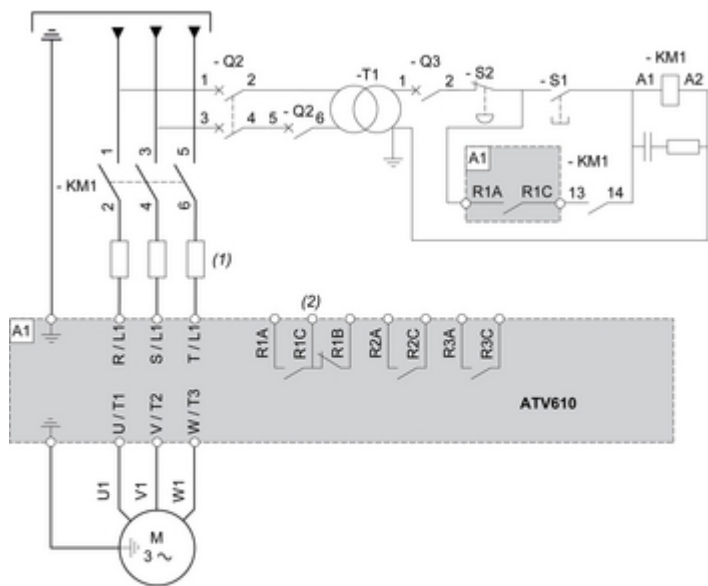 - Q2
1
2
3
4
5
- Q2
6
-T1
- Q3
1
2
- S2
- S1
- KM1
A1
A2
A1
R1A
R1C
- KM1
13
14
- KM1
1
3
5
2
4
6
(1)
(2)
A1
R / L1
S / L1
T / L1
R1A
R1C
R1B
R2A
R2C
R3A
R3C
ATV610
U / T1
V / T2
W / T3
U1
V1
W1
M
3 ~